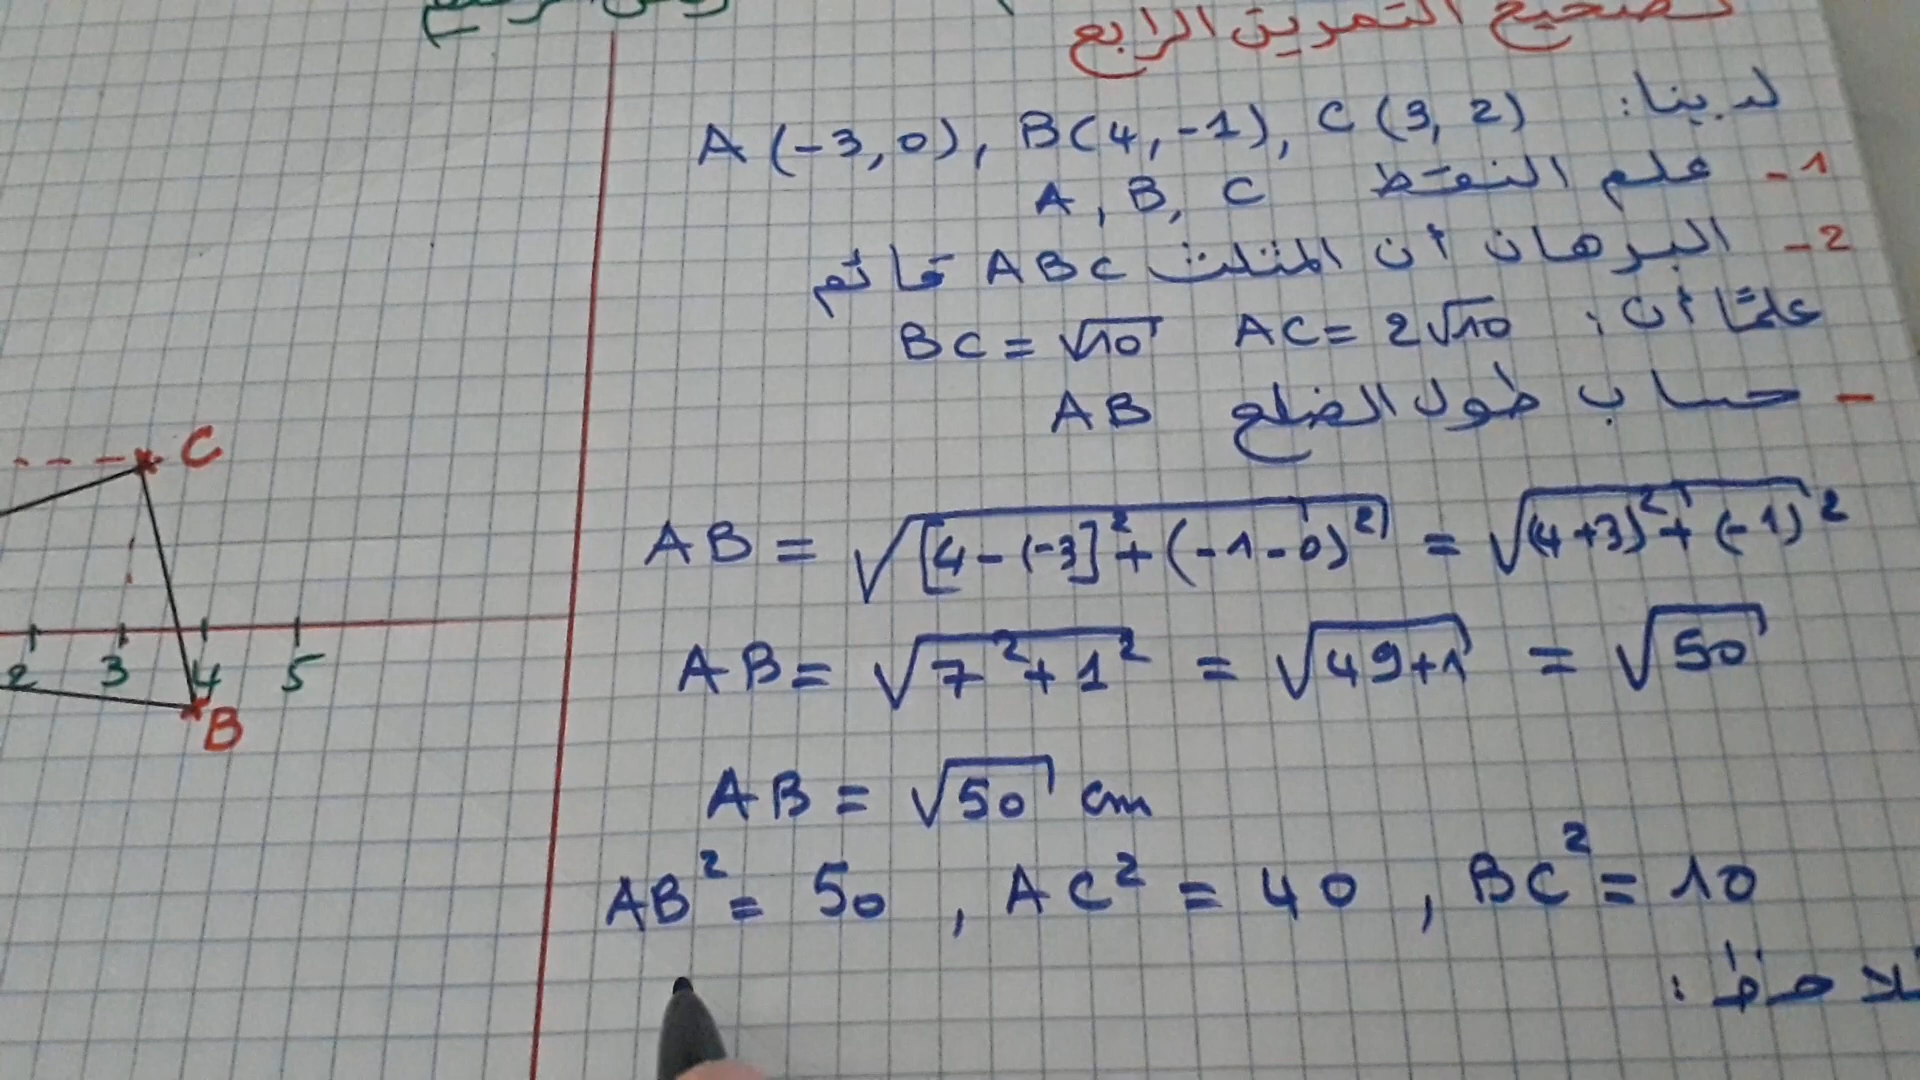 تصحيح التمرين الرابع
لدينا: A(-3,0), B(4,-1), C(3,2)
1- علم النقط A, B, C
2- البرهان أن المثلث ABC قائم
علما أن: AC = 2√10 BC = √10
- حساب طول الضلع AB
AB = √[4-(-3]²+(-1-0)² = √(4+3)²+(-1)²
AB = √7²+1² = √49+1 = √50
AB = √50 cm
AB² = 50 , AC² = 40 , BC² = 10
نلاحظ:
C
2 3 4 5
B